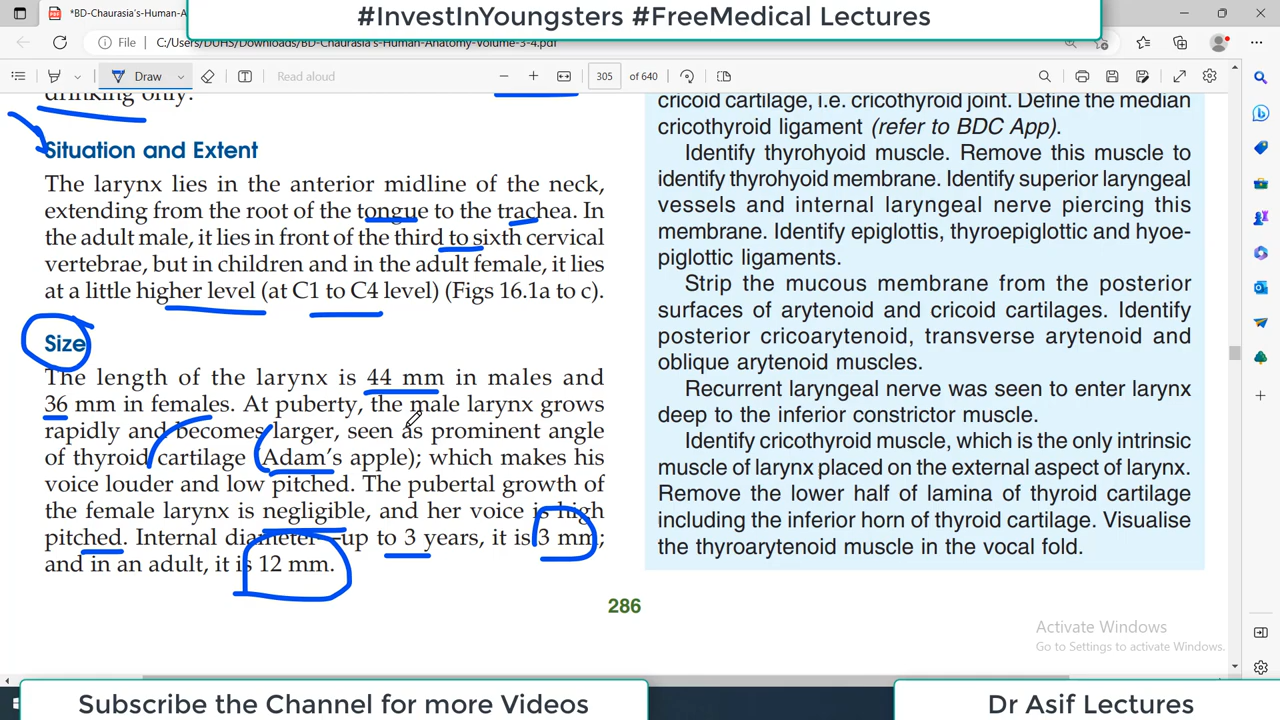 #InvestInYoungsters #FreeMedical Lectures
*BD-Chaurasia's-Human-A
File
C:/Users/DUHS/Downloads/BD-Chaurasia's-Human-Anatomy-Volume-3-4.pdf
Draw
Read aloud
305
of 640
drinking only.
Situation and Extent
The larynx lies in the anterior midline of the neck,
extending from the root of the tongue to the trachea. In
the adult male, it lies in front of the third to sixth cervical
vertebrae, but in children and in the adult female, it lies
at a little higher level (at C1 to C4 level) (Figs 16.1a to c).
Size
The length of the larynx is 44 mm in males and
36 mm in females. At puberty, the male larynx grows
rapidly and becomes larger, seen as prominent angle
of thyroid cartilage (Adam's apple); which makes his
voice louder and low pitched. The pubertal growth of
the female larynx is negligible, and her voice is high
pitched. Internal diameter—up to 3 years, it is 3 mm;
and in an adult, it is 12 mm.
cricoid cartilage, i.e. cricothyroid joint. Define the median
cricothyroid ligament (refer to BDC App).
Identify thyrohyoid muscle. Remove this muscle to
identify thyrohyoid membrane. Identify superior laryngeal
vessels and internal laryngeal nerve piercing this
membrane. Identify epiglottis, thyroepiglottic and hyoe-
piglottic ligaments.
Strip the mucous membrane from the posterior
surfaces of arytenoid and cricoid cartilages. Identify
posterior cricoarytenoid, transverse arytenoid and
oblique arytenoid muscles.
Recurrent laryngeal nerve was seen to enter larynx
deep to the inferior constrictor muscle.
Identify cricothyroid muscle, which is the only intrinsic
muscle of larynx placed on the external aspect of larynx.
Remove the lower half of lamina of thyroid cartilage
including the inferior horn of thyroid cartilage. Visualise
the thyroarytenoid muscle in the vocal fold.
286
Activate Windows
Go to Settings to activate Windows.
Subscribe the Channel for more Videos
Dr Asif Lectures